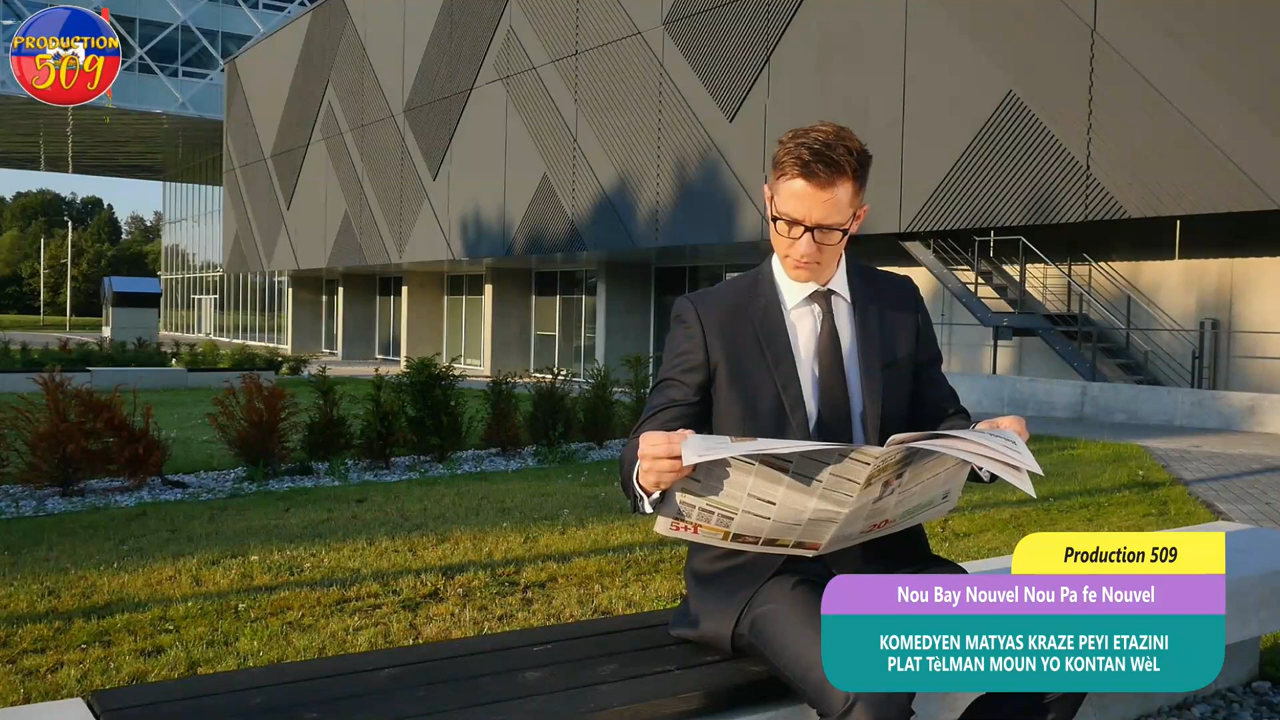 PRODUCTION
509
5+1
20
Production 509
Nou Bay Nouvel Nou Pa fe Nouvel
KOMEDYEN MATYAS KRAZE PEYI ETAZINI
PLAT TèLMAN MOUN YO KONTAN WèL